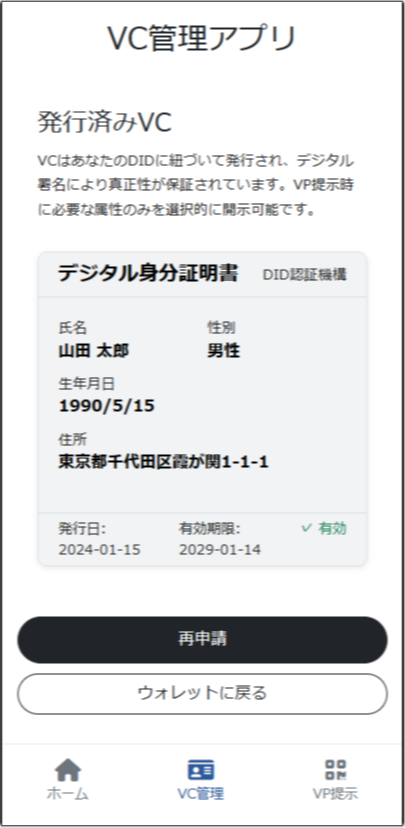 VC管理アプリ
発行済みVC
VCはあなたのDIDに紐づいて発行され、デジタル
署名により真正性が保証されています。VP提示時
に必要な属性のみを選択的に開示可能です。
デジタル身分証明書 DID認証機構
氏名 性別
山田 太郎 男性
生年月日
1990/5/15
住所
東京都千代田区霞が関1-1-1
発行日: 有効期限: ✓ 有効
2024-01-15 2029-01-14
再申請
ウォレットに戻る
ホーム VC管理 VP提示